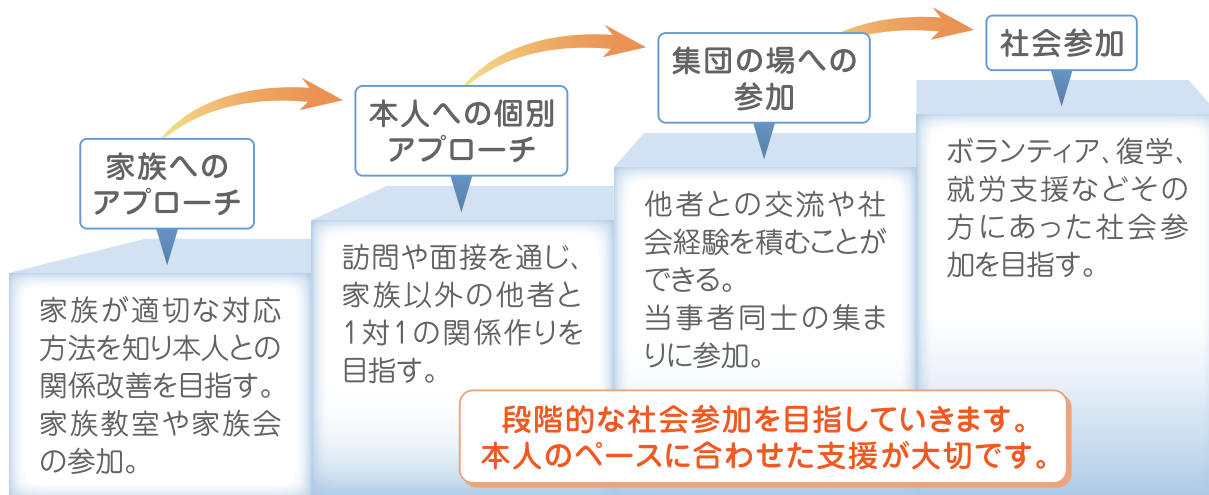 家族への
アプローチ
家族が適切な対応
方法を知り本人との
関係改善を目指す。
家族教室や家族会
の参加。
本人への個別
アプローチ
訪問や面接を通じ、
家族以外の他者と
1対1の関係作りを
目指す。
集団の場への
参加
他者との交流や社
会経験を積むことが
できる。
当事者同士の集ま
りに参加。
社会参加
ボランティア、復学、
就労支援などその
方にあった社会参
加を目指す。
段階的な社会参加を目指していきます。
本人のペースに合わせた支援が大切です。